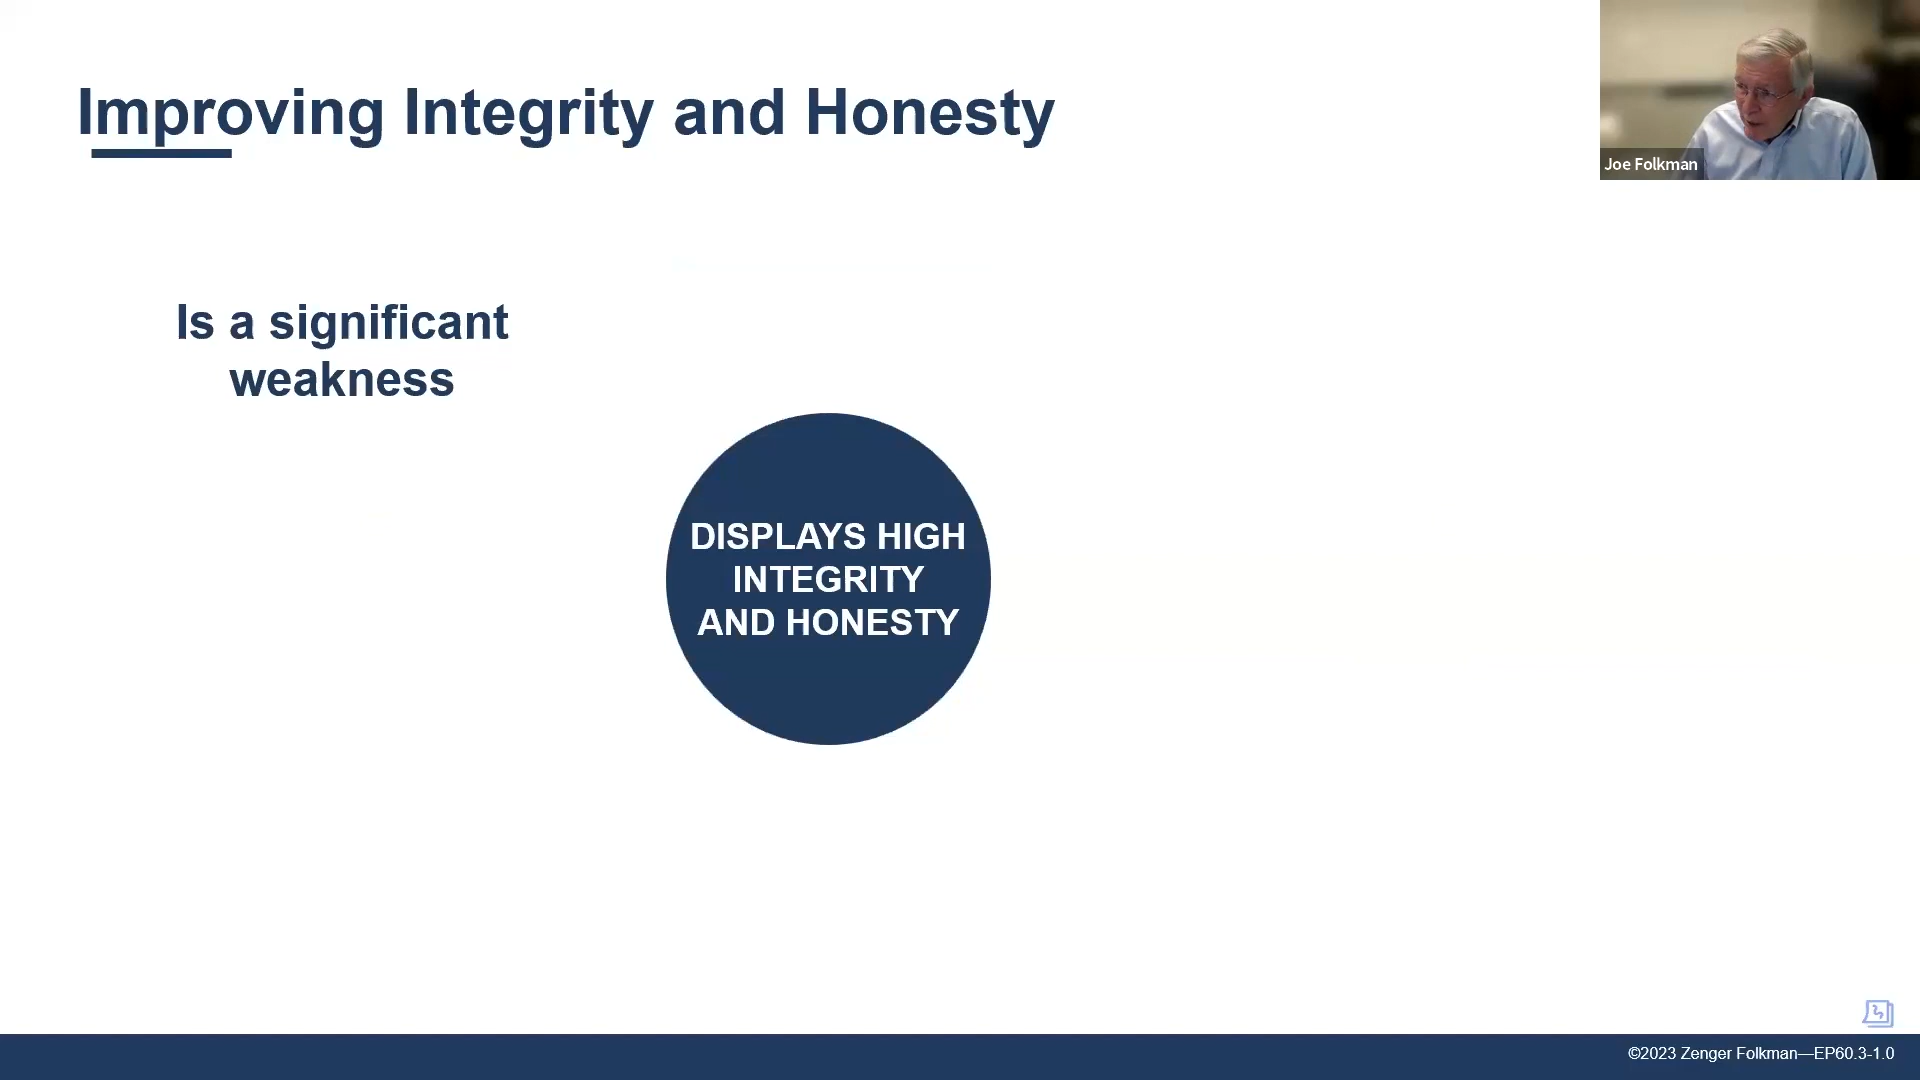 Improving Integrity and Honesty
Joe Folkman
Is a significant
weakness
DISPLAYS HIGH
INTEGRITY
AND HONESTY
©2023 Zenger Folkman—EP60.3-1.0